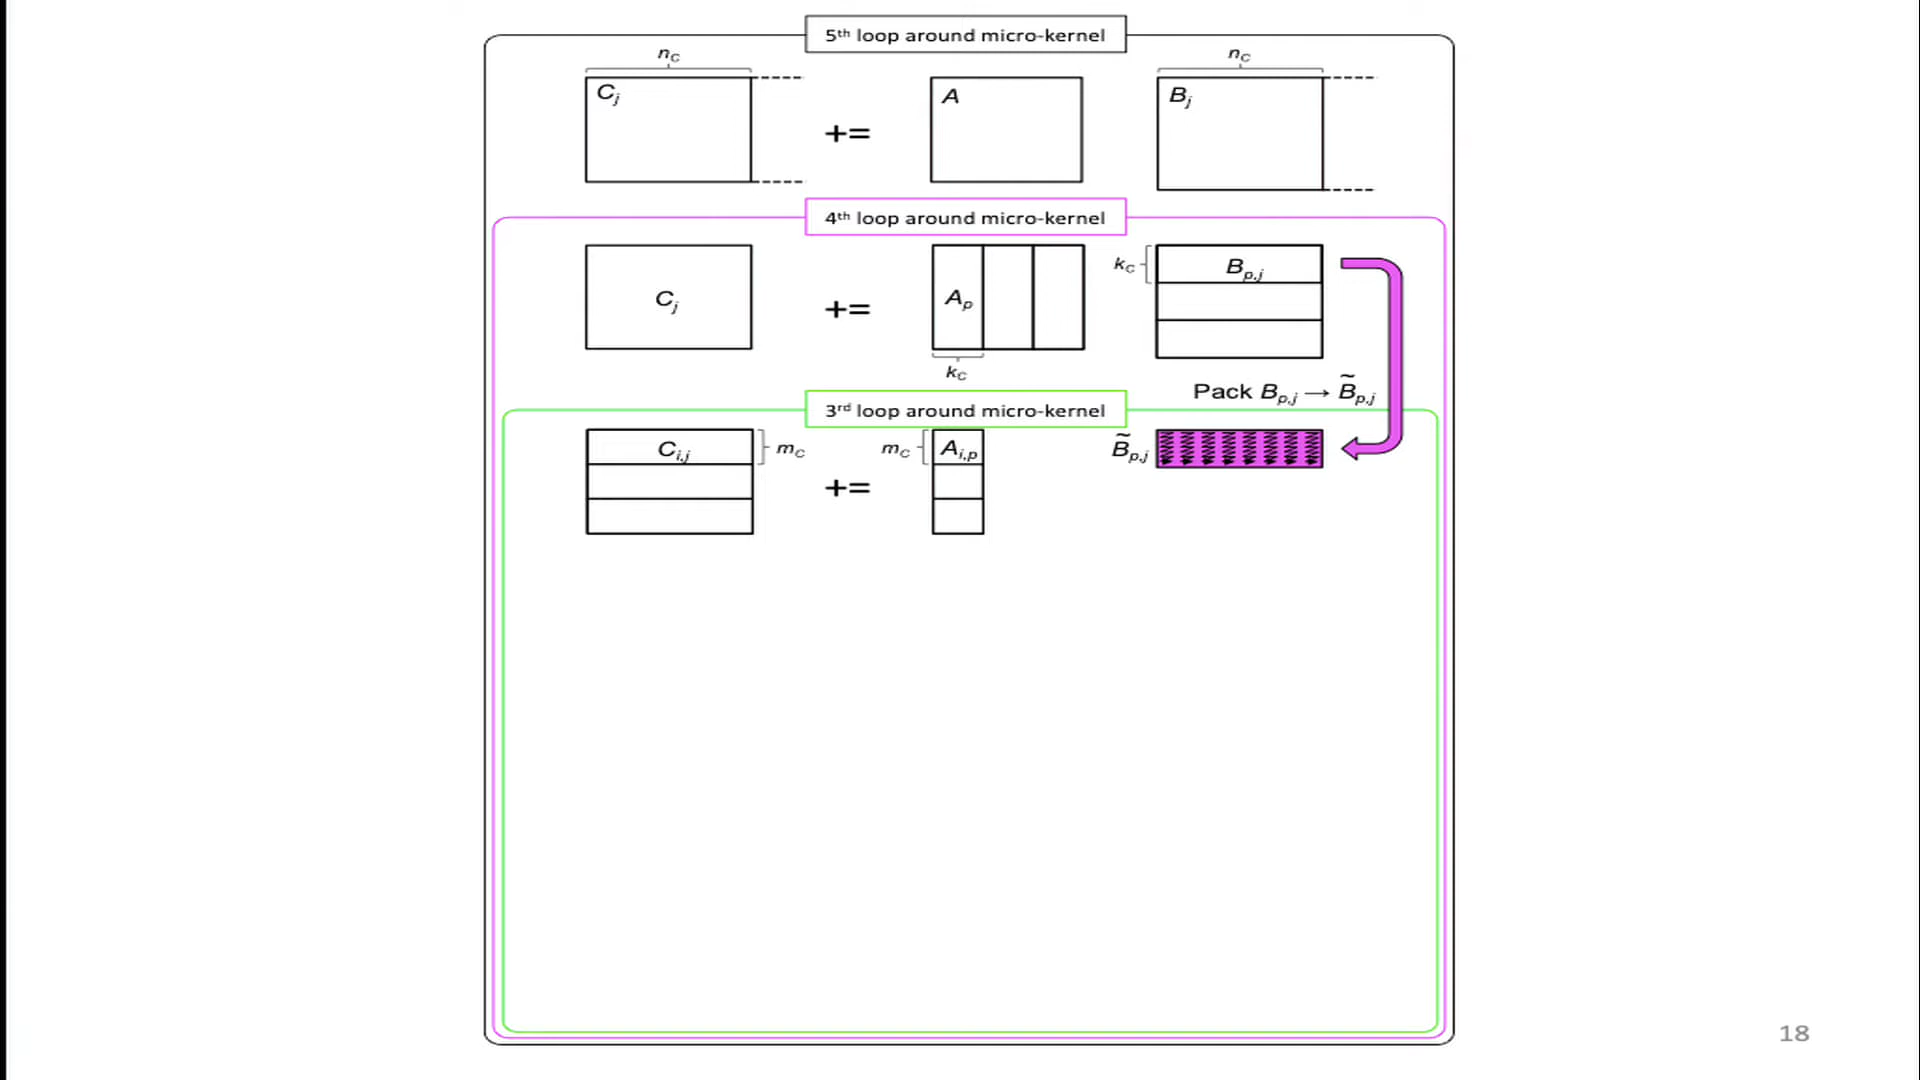 5th loop around micro-kernel
nC nC
Cj += A Bj
4th loop around micro-kernel
Cj += Ap kC Bp,j
kC
Pack Bp,j → B̃p,j
3rd loop around micro-kernel
Ci,j mC += mC Ai,p B̃p,j
18